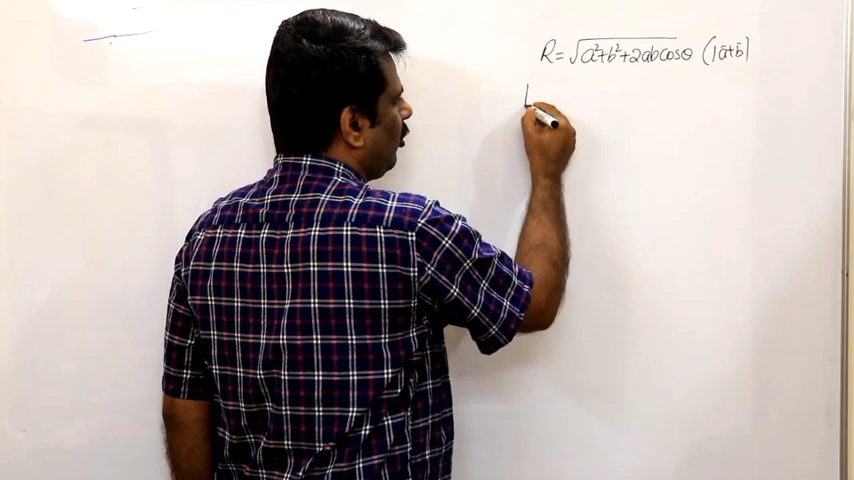 R = √a²+b²+2abcosθ (|ā+b̄|
|